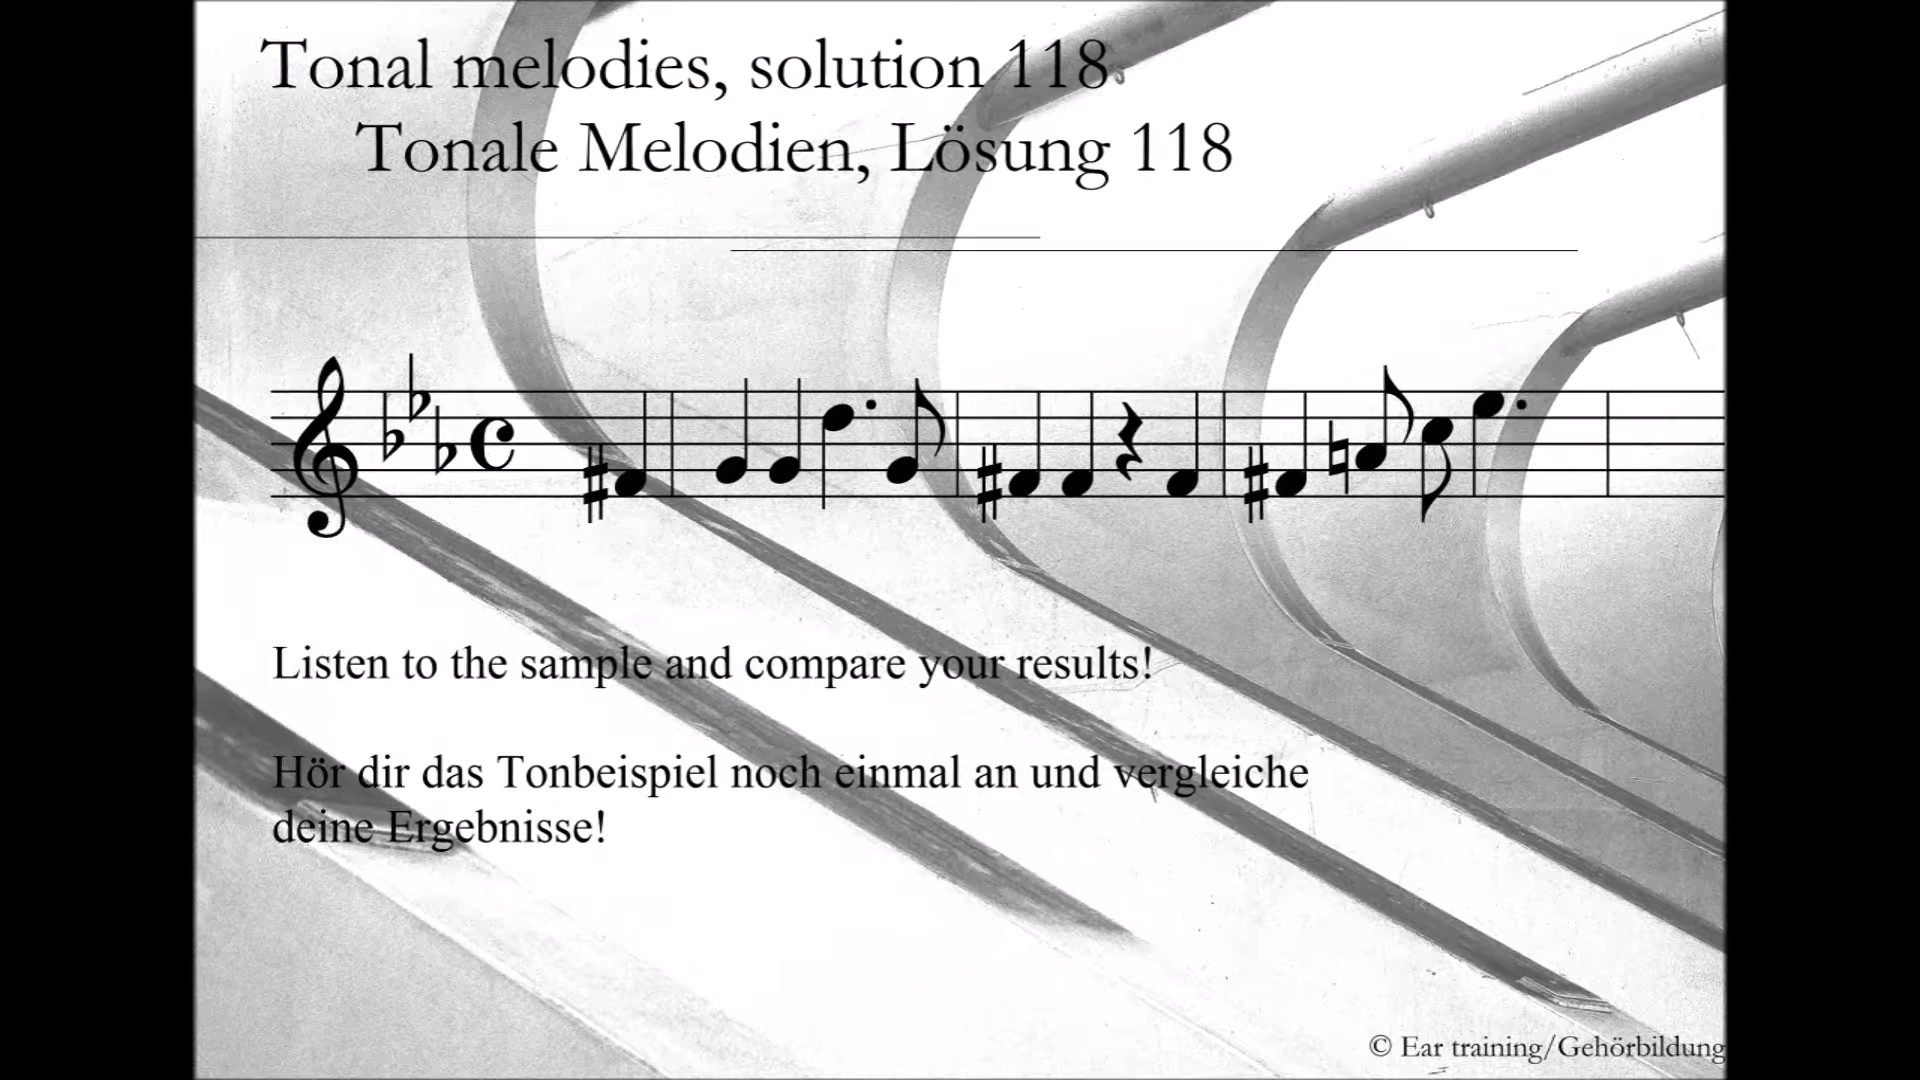 Tonal melodies, solution 118
Tonale Melodien, Lösung 118
Listen to the sample and compare your results!
Hör dir das Tonbeispiel noch einmal an und vergleiche
deine Ergebnisse!
© Ear training/Gehörbildung